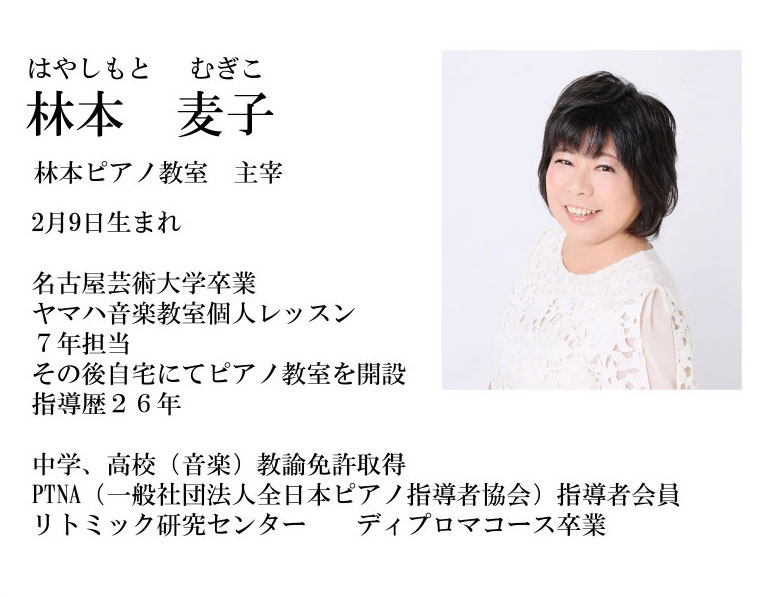 はやしもと　むぎこ
林本　麦子
林本ピアノ教室　主宰
2月9日生まれ
名古屋芸術大学卒業
ヤマハ音楽教室個人レッスン
７年担当
その後自宅にてピアノ教室を開設
指導歴２６年
中学、高校（音楽）教諭免許取得
PTNA（一般社団法人全日本ピアノ指導者協会）指導者会員
リトミック研究センター　　ディプロマコース卒業